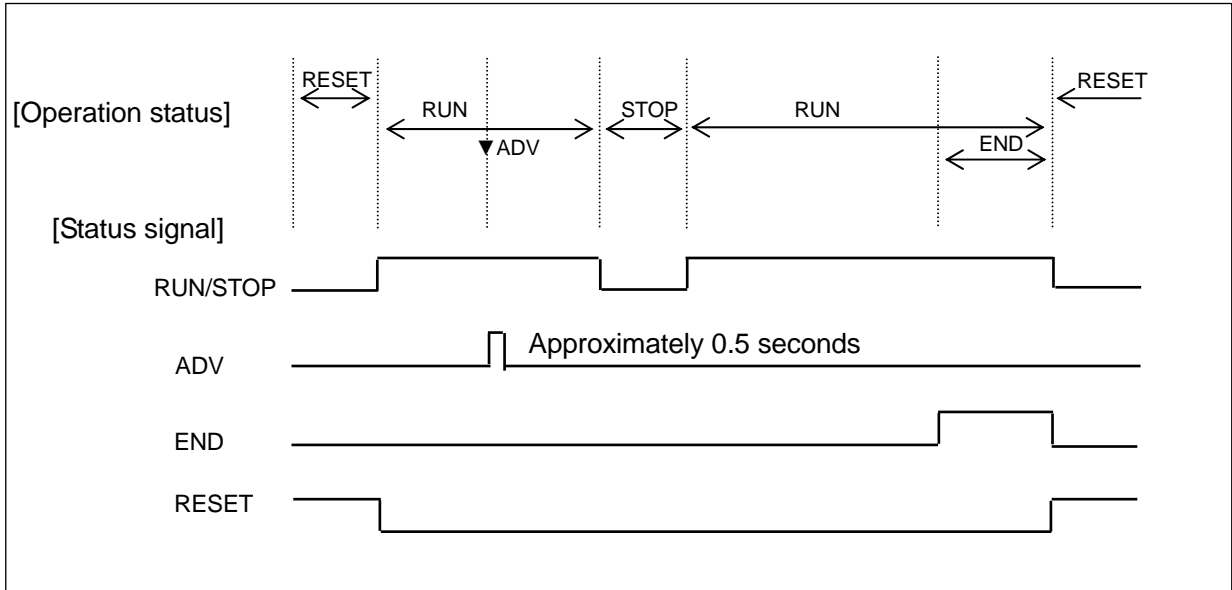 RESET
RESET
[Operation status]
RUN
STOP
RUN
▼ADV
END
[Status signal]
RUN/STOP
Approximately 0.5 seconds
ADV
END
RESET